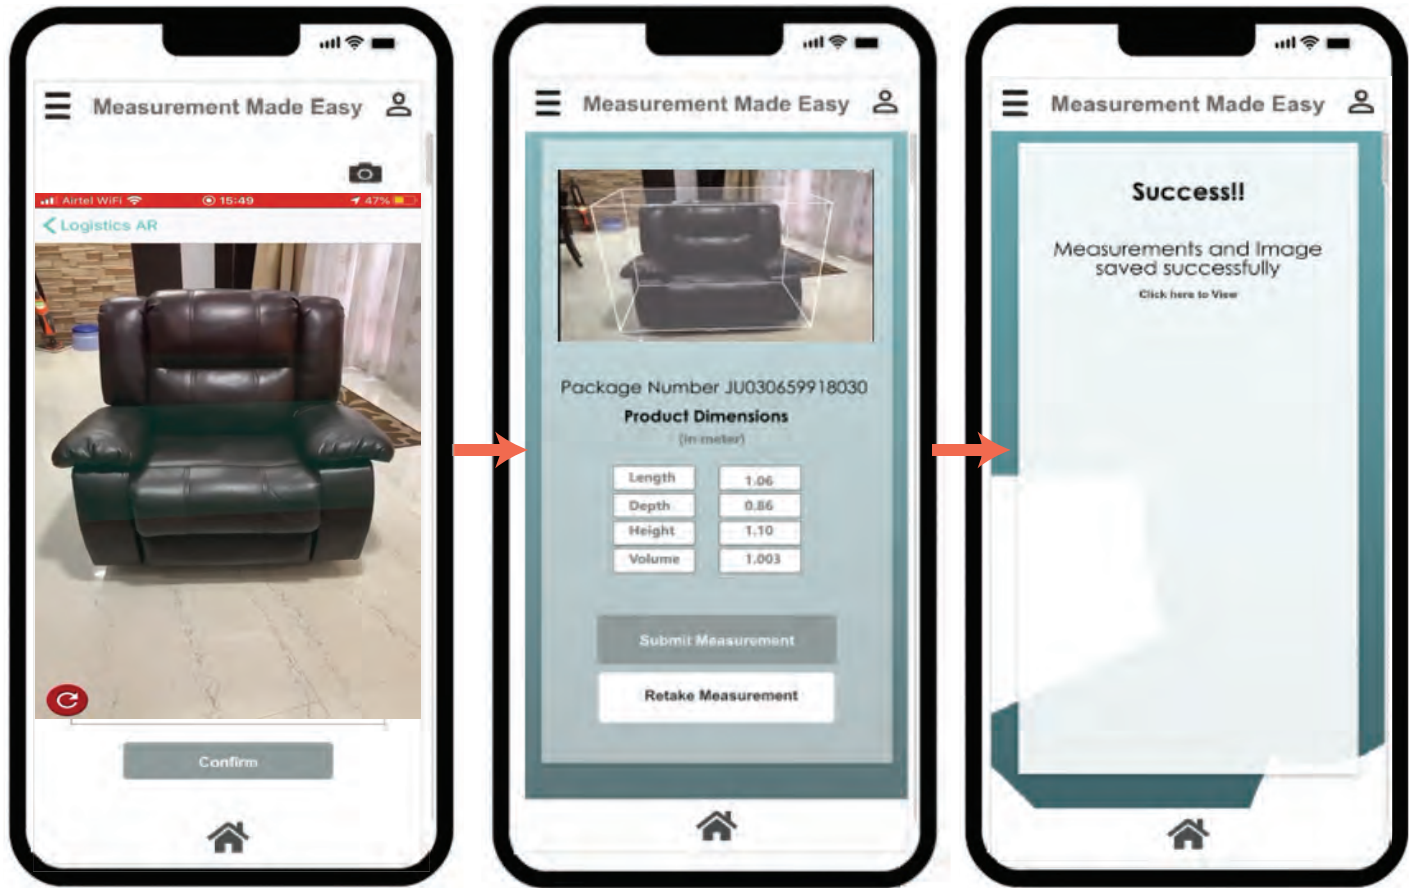 Measurement Made Easy
Airtel WiFi
15:49
47%
Logistics AR
Confirm
Measurement Made Easy
Package Number JU030659918030
Product Dimensions
(in meter)
Length 1.06
Depth 0.86
Height 1.10
Volume 1.003
Submit Measurement
Retake Measurement
Measurement Made Easy
Success!!
Measurements and Image
saved successfully
Click here to View